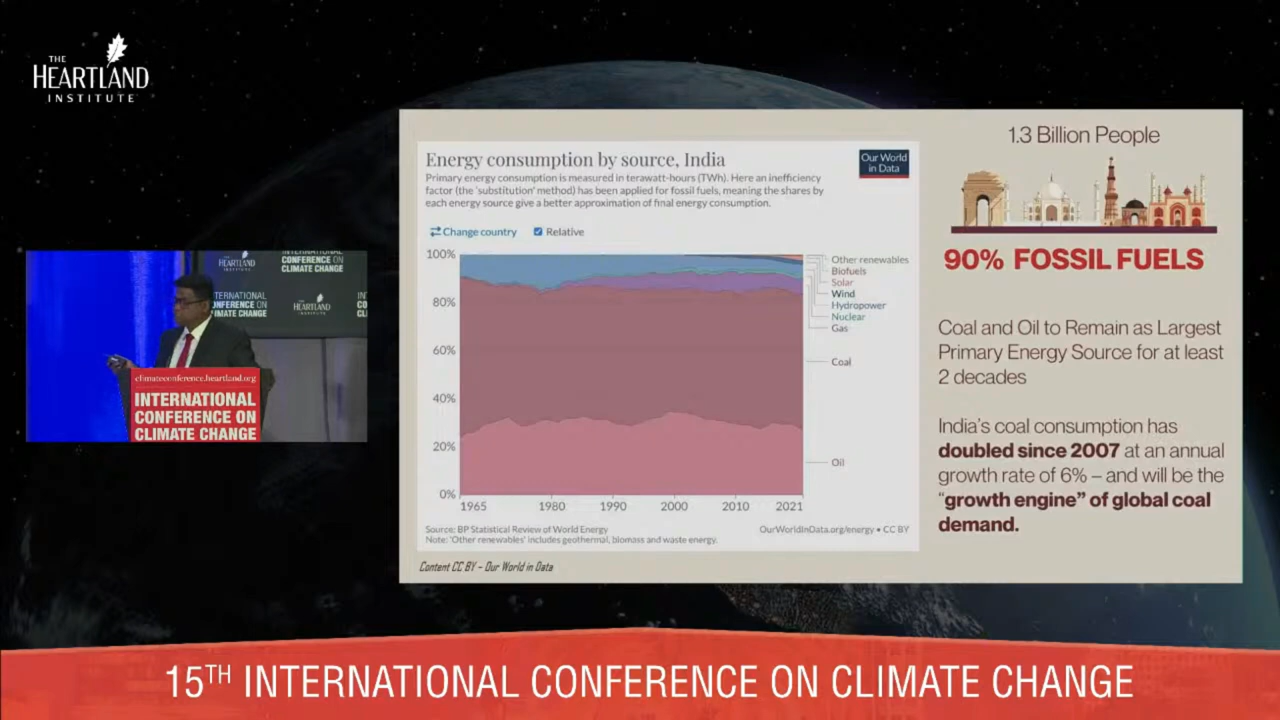 THE
HEARTLAND
INSTITUTE
1.3 Billion People
90% FOSSIL FUELS
Coal and Oil to Remain as Largest
Primary Energy Source for at least
2 decades
India's coal consumption has
doubled since 2007 at an annual
growth rate of 6% – and will be the
"growth engine" of global coal
demand.
Energy consumption by source, India
Our World
in Data
Primary energy consumption is measured in terawatt-hours (TWh). Here an inefficiency
factor (the 'substitution' method) has been applied for fossil fuels, meaning the shares by
each energy source give a better approximation of final energy consumption.
Change country
Relative
100%
80%
60%
40%
20%
0%
1965
1980
1990
2000
2010
2021
Other renewables
Biofuels
Solar
Wind
Hydropower
Nuclear
Gas
Coal
Oil
Source: BP Statistical Review of World Energy
OurWorldInData.org/energy • CC BY
Note: 'Other renewables' includes geothermal, biomass and waste energy.
Content CC BY – Our World in Data
HEARTLAND
INSTITUTE
CONFERENCE ON
CLIMATE CHANGE
HEARTLAND
INSTITUTE
climateconference.heartland.org
INTERNATIONAL
CONFERENCE ON
CLIMATE CHANGE
15TH INTERNATIONAL CONFERENCE ON CLIMATE CHANGE